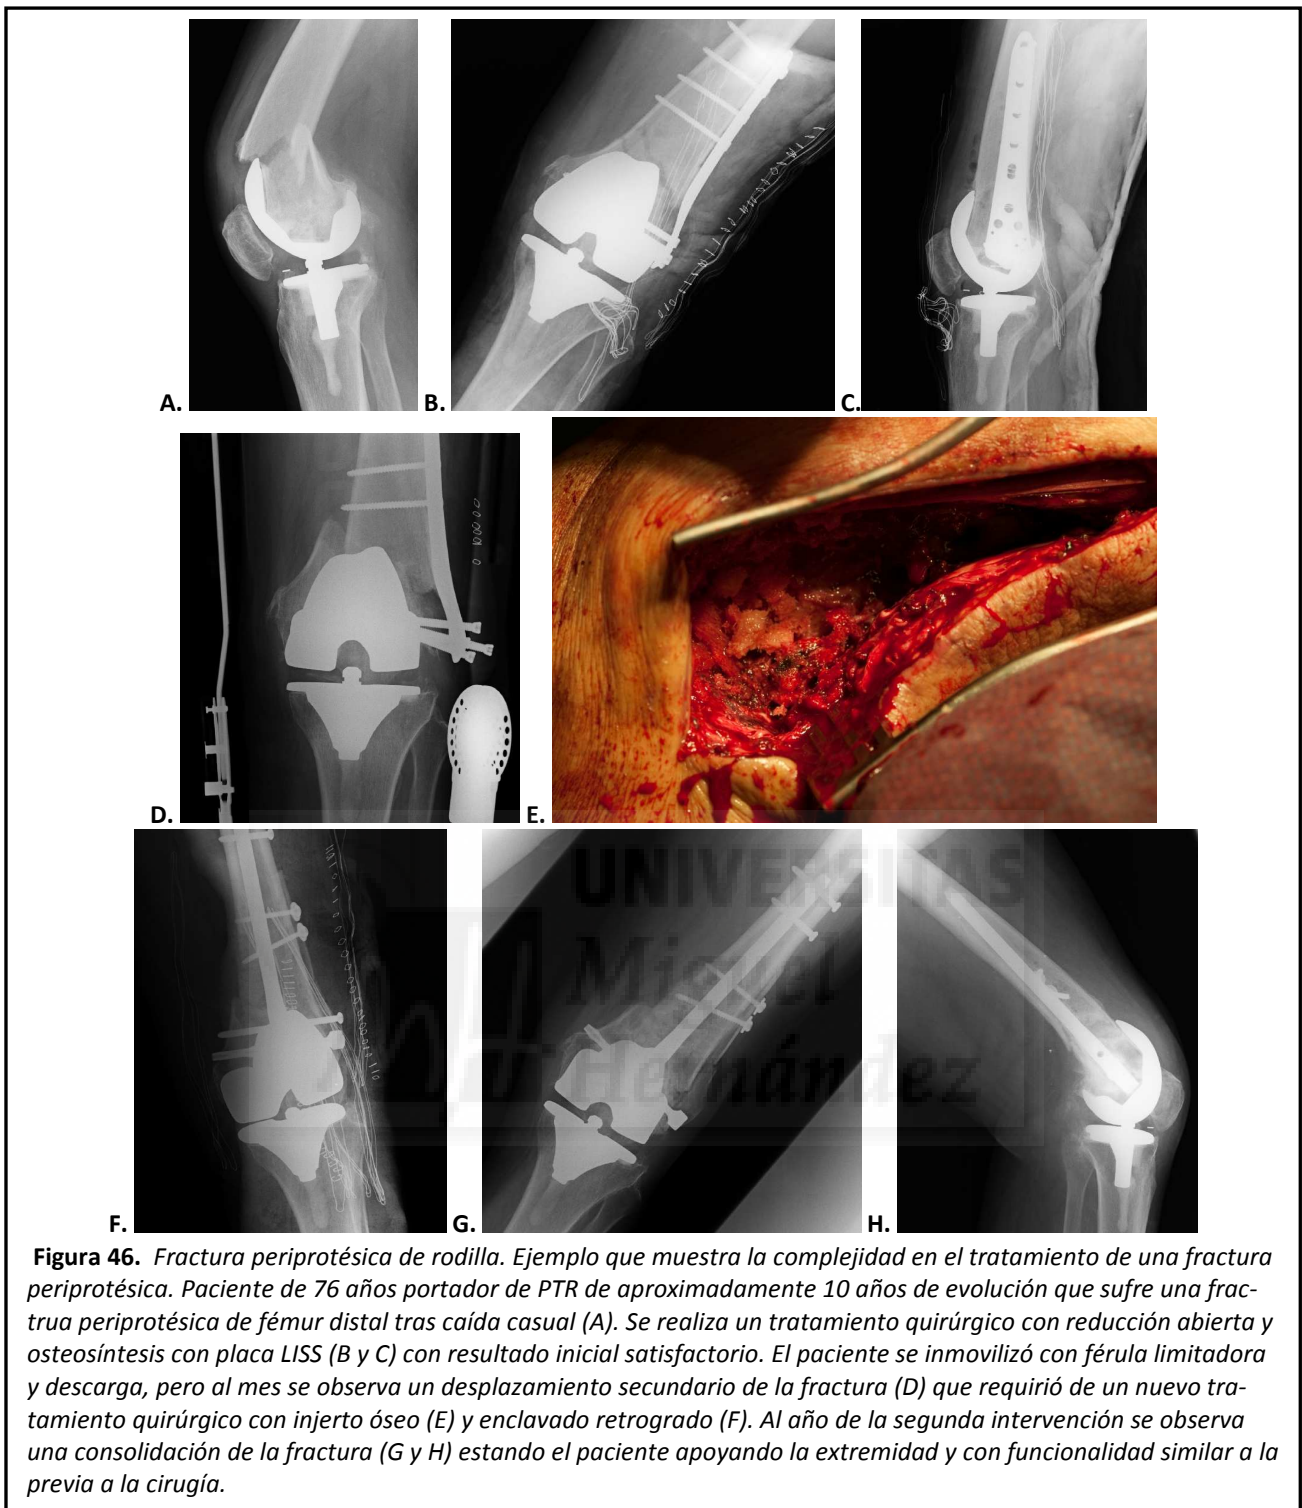 A.
B.
C.
D.
E.
UNIVERSITAS
Miguel
Hernández
F.
G.
H.
Figura 46. Fractura periprotésica de rodilla. Ejemplo que muestra la complejidad en el tratamiento de una fractura
periprotésica. Paciente de 76 años portador de PTR de aproximadamente 10 años de evolución que sufre una frac-
trua periprotésica de fémur distal tras caída casual (A). Se realiza un tratamiento quirúrgico con reducción abierta y
osteosíntesis con placa LISS (B y C) con resultado inicial satisfactorio. El paciente se inmovilizó con férula limitadora
y descarga, pero al mes se observa un desplazamiento secundario de la fractura (D) que requirió de un nuevo tra-
tamiento quirúrgico con injerto óseo (E) y enclavado retrogrado (F). Al año de la segunda intervención se observa
una consolidación de la fractura (G y H) estando el paciente apoyando la extremidad y con funcionalidad similar a la
previa a la cirugía.